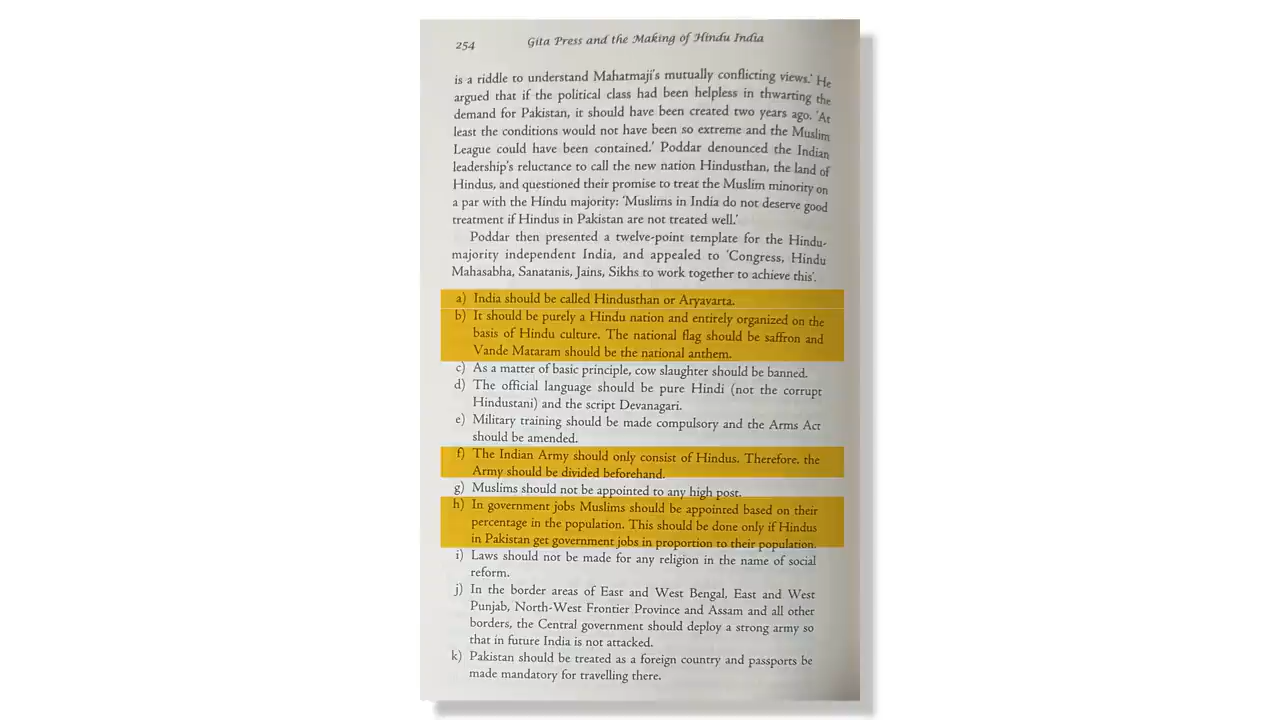 254
Gita Press and the Making of Hindu India
is a riddle to understand Mahatmaji's mutually conflicting views.' He
argued that if the political class had been helpless in thwarting the
demand for Pakistan, it should have been created two years ago. 'At
least the conditions would not have been so extreme and the Muslim
League could have been contained.' Poddar denounced the Indian
leadership's reluctance to call the new nation Hindusthan, the land of
Hindus, and questioned their promise to treat the Muslim minority on
a par with the Hindu majority: 'Muslims in India do not deserve good
treatment if Hindus in Pakistan are not treated well.'
Poddar then presented a twelve-point template for the Hindu-
majority independent India, and appealed to 'Congress, Hindu
Mahasabha, Sanatanis, Jains, Sikhs to work together to achieve this'.
a) India should be called Hindusthan or Aryavarta.
b) It should be purely a Hindu nation and entirely organized on the
basis of Hindu culture. The national flag should be saffron and
Vande Mataram should be the national anthem.
c) As a matter of basic principle, cow slaughter should be banned.
d) The official language should be pure Hindi (not the corrupt
Hindustani) and the script Devanagari.
e) Military training should be made compulsory and the Arms Act
should be amended.
f) The Indian Army should only consist of Hindus. Therefore, the
Army should be divided beforehand.
g) Muslims should not be appointed to any high post.
h) In government jobs Muslims should be appointed based on their
percentage in the population. This should be done only if Hindus
in Pakistan get government jobs in proportion to their population.
i) Laws should not be made for any religion in the name of social
reform.
j) In the border areas of East and West Bengal, East and West
Punjab, North-West Frontier Province and Assam and all other
borders, the Central government should deploy a strong army so
that in future India is not attacked.
k) Pakistan should be treated as a foreign country and passports be
made mandatory for travelling there.